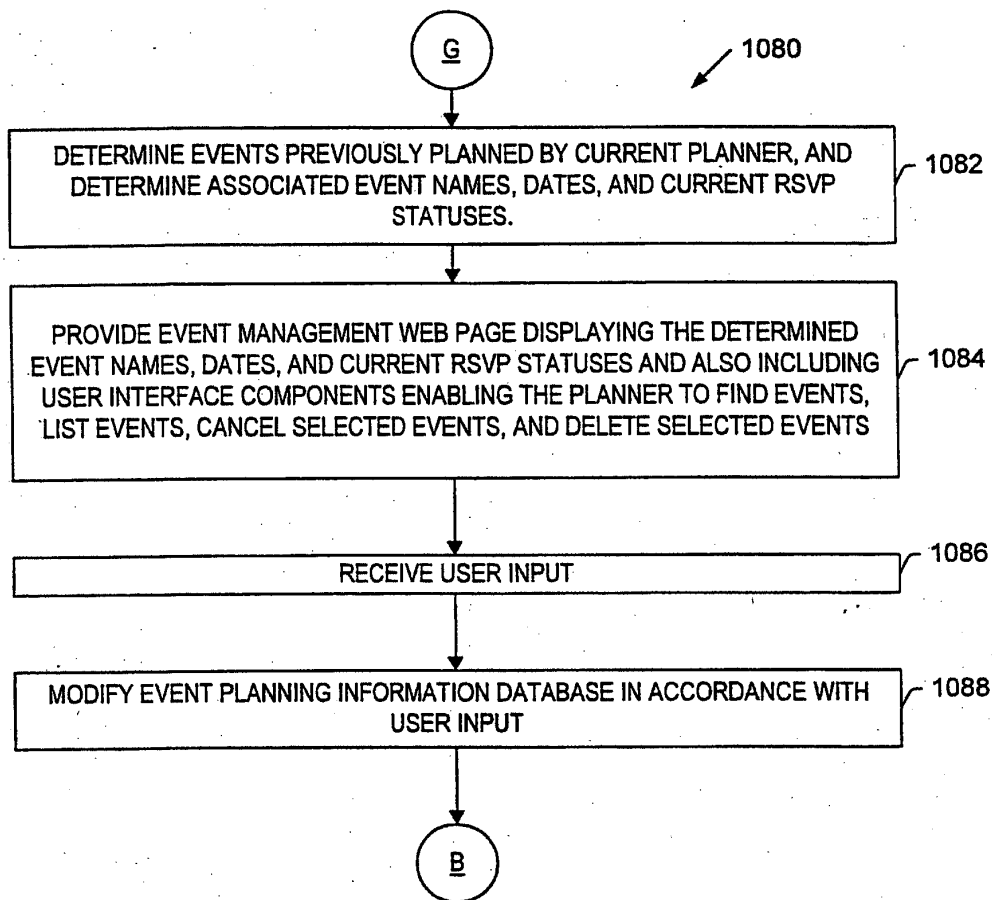 G
1080
DETERMINE EVENTS PREVIOUSLY PLANNED BY CURRENT PLANNER, AND
DETERMINE ASSOCIATED EVENT NAMES, DATES, AND CURRENT RSVP
STATUSES.
1082
PROVIDE EVENT MANAGEMENT WEB PAGE DISPLAYING THE DETERMINED
EVENT NAMES, DATES, AND CURRENT RSVP STATUSES AND ALSO INCLUDING
USER INTERFACE COMPONENTS ENABLING THE PLANNER TO FIND EVENTS,
LIST EVENTS, CANCEL SELECTED EVENTS, AND DELETE SELECTED EVENTS
1084
RECEIVE USER INPUT
1086
MODIFY EVENT PLANNING INFORMATION DATABASE IN ACCORDANCE WITH
USER INPUT
1088
B